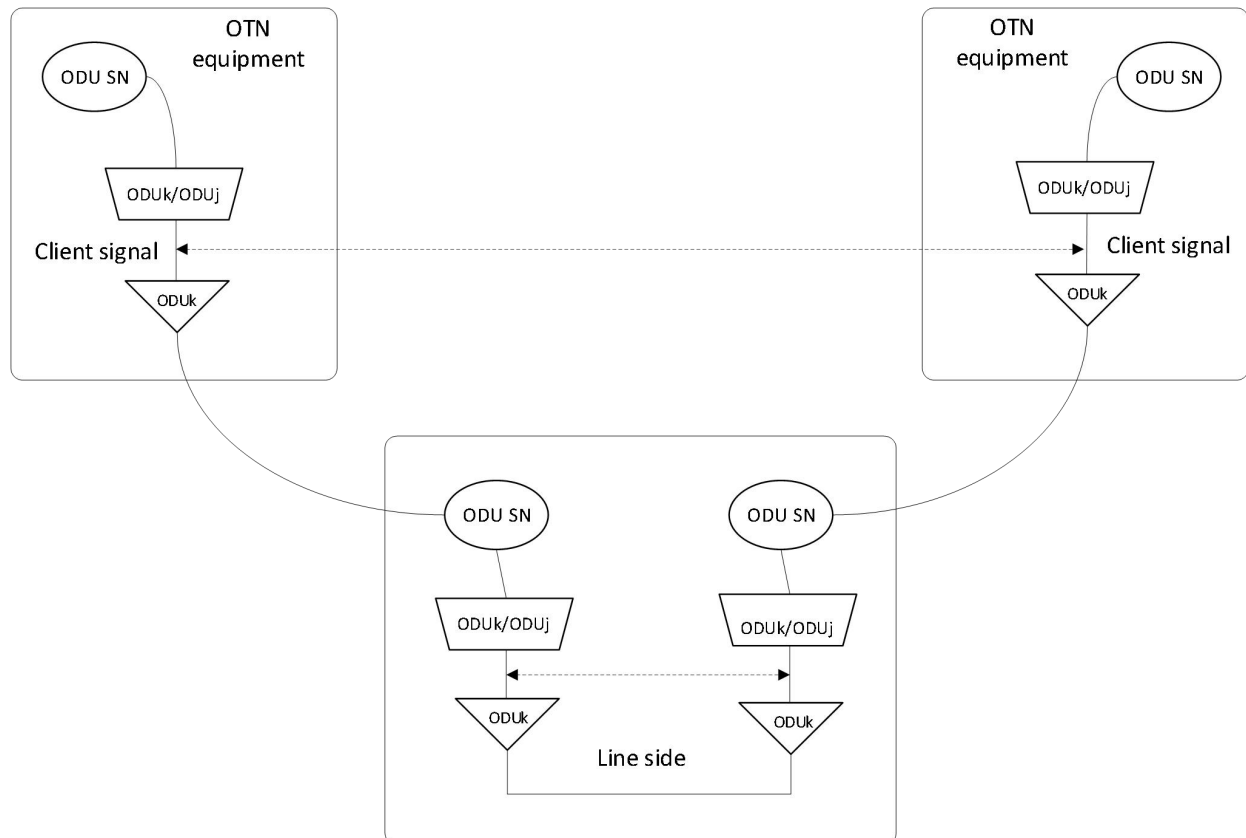 OTN
equipment
ODU SN
ODUk/ODUj
Client signal
ODUk
OTN
equipment
ODU SN
ODUk/ODUj
Client signal
ODUk
ODU SN
ODU SN
ODUk/ODUj
ODUk/ODUj
ODUk
ODUk
Line side